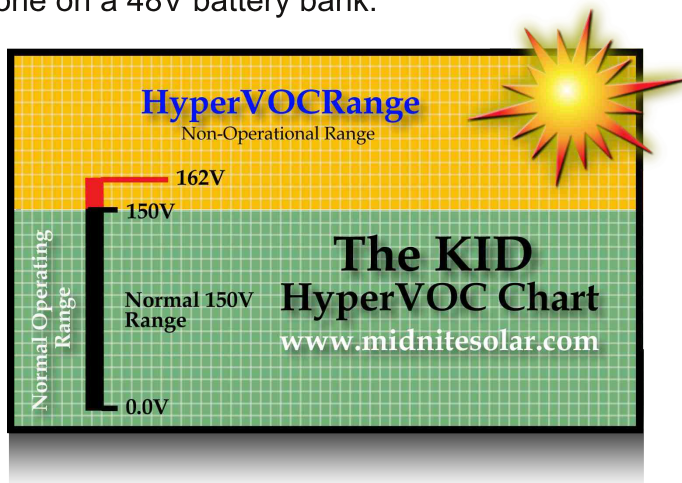 one on a 48V battery bank.
HyperVOCRange
Non-Operational Range
162V
150V
Normal Operating
Range
Normal 150V
Range
0.0V
The KID
HyperVOC Chart
www.midnitesolar.com